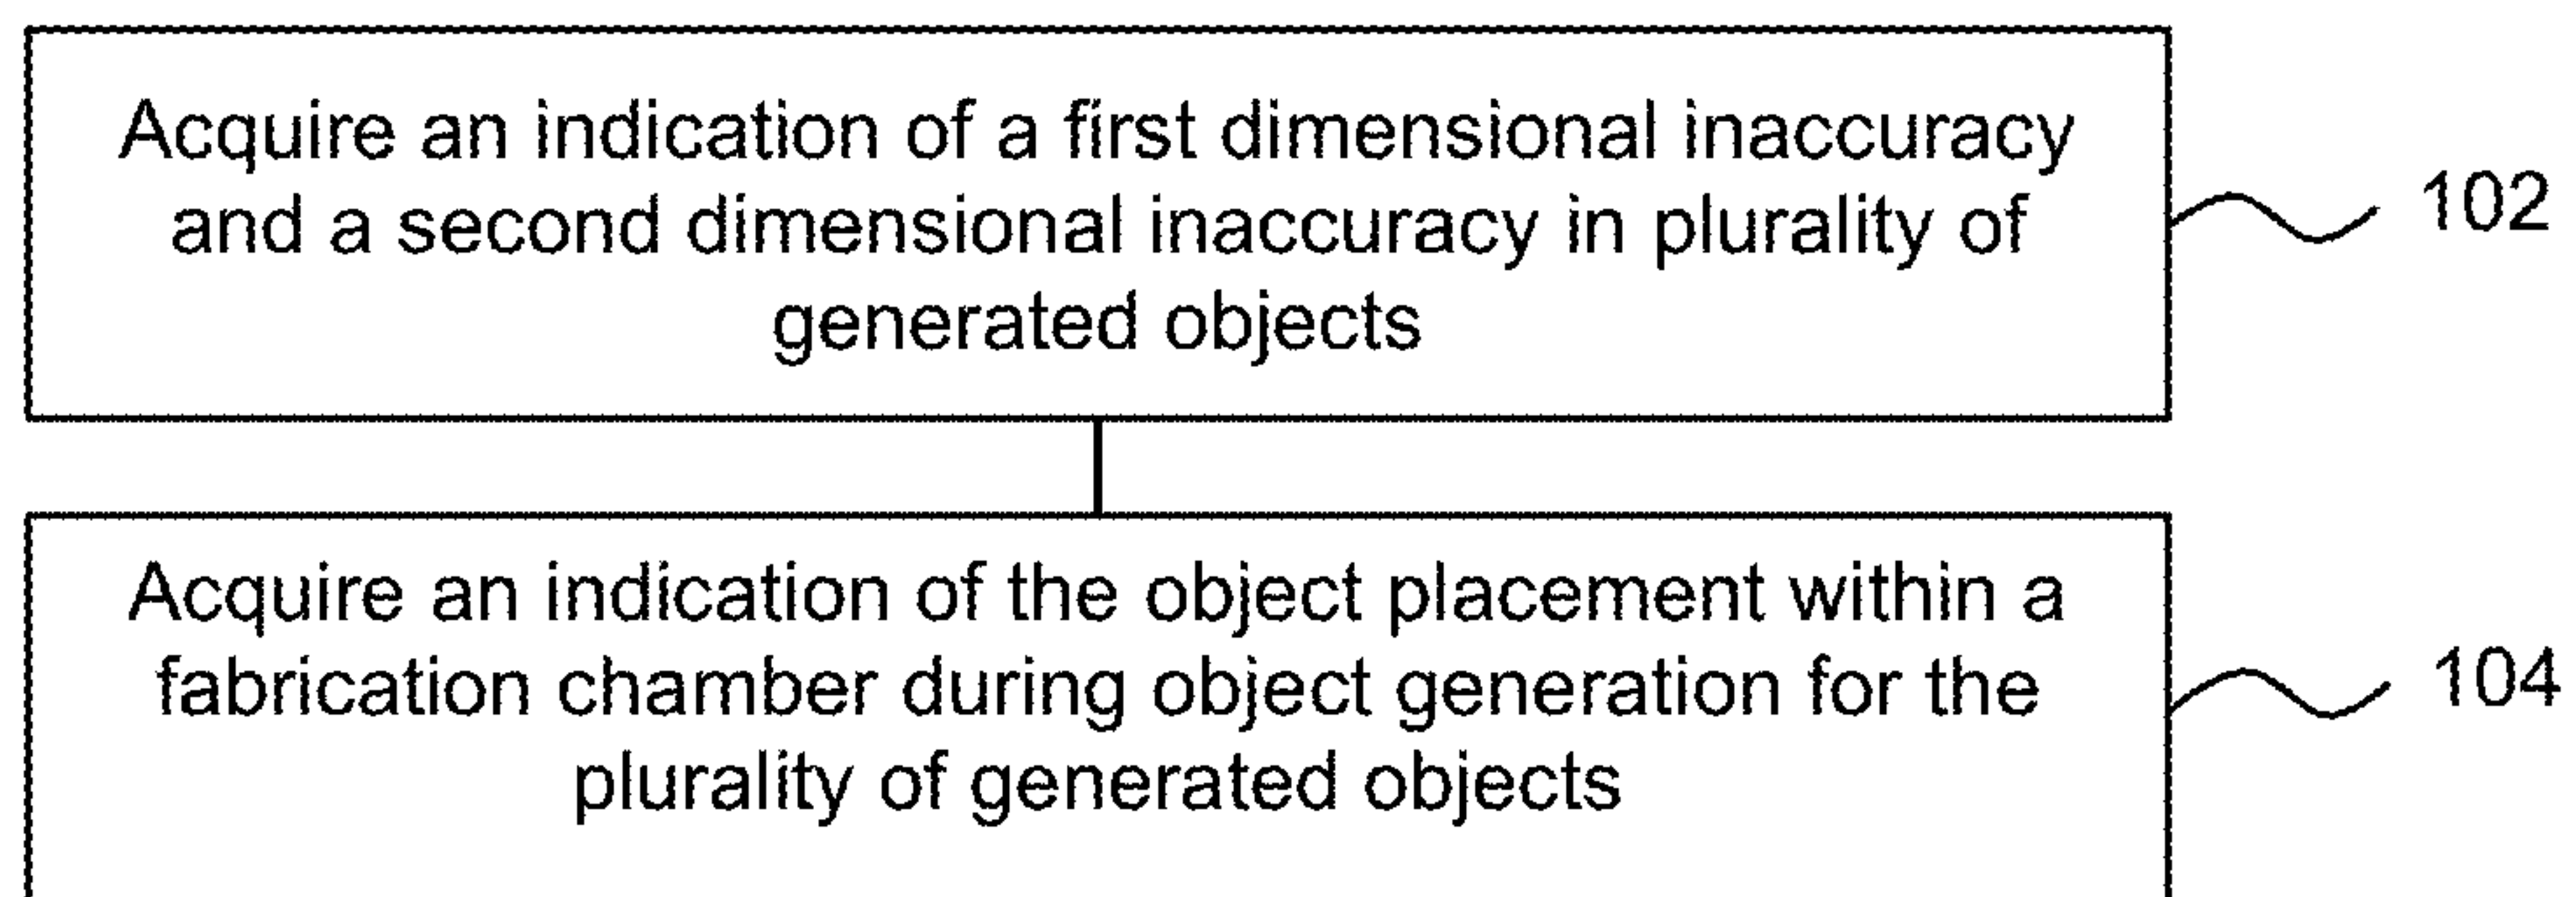 Acquire an indication of a first dimensional inaccuracy
and a second dimensional inaccuracy in plurality of
generated objects
102
Acquire an indication of the object placement within a
fabrication chamber during object generation for the
plurality of generated objects
104